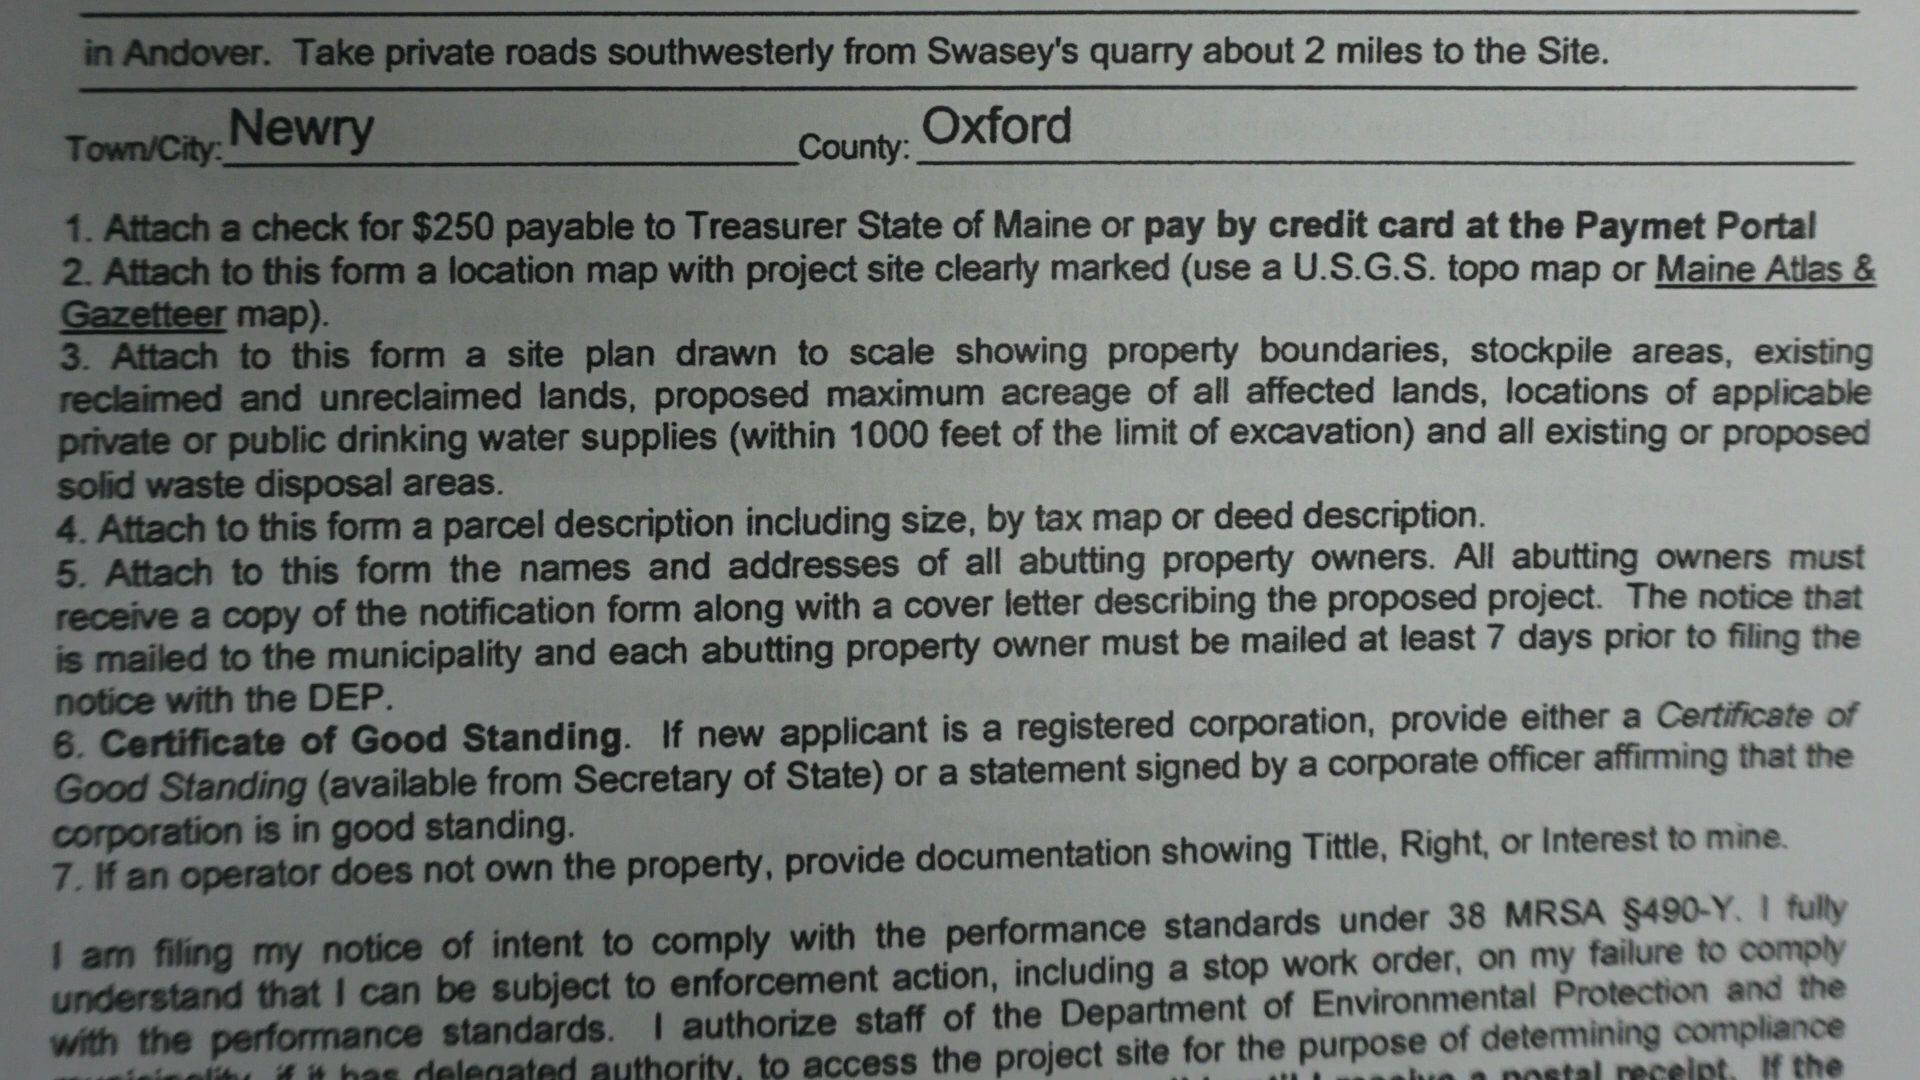 in Andover. Take private roads southwesterly from Swasey's quarry about 2 miles to the Site.
Town/City: Newry County: Oxford
1. Attach a check for $250 payable to Treasurer State of Maine or pay by credit card at the Paymet Portal
2. Attach to this form a location map with project site clearly marked (use a U.S.G.S. topo map or Maine Atlas &
Gazetteer map).
3. Attach to this form a site plan drawn to scale showing property boundaries, stockpile areas, existing
reclaimed and unreclaimed lands, proposed maximum acreage of all affected lands, locations of applicable
private or public drinking water supplies (within 1000 feet of the limit of excavation) and all existing or proposed
solid waste disposal areas.
4. Attach to this form a parcel description including size, by tax map or deed description.
5. Attach to this form the names and addresses of all abutting property owners. All abutting owners must
receive a copy of the notification form along with a cover letter describing the proposed project. The notice that
is mailed to the municipality and each abutting property owner must be mailed at least 7 days prior to filing the
notice with the DEP.
6. Certificate of Good Standing. If new applicant is a registered corporation, provide either a Certificate of
Good Standing (available from Secretary of State) or a statement signed by a corporate officer affirming that the
corporation is in good standing.
7. If an operator does not own the property, provide documentation showing Tittle, Right, or Interest to mine.
I am filing my notice of intent to comply with the performance standards under 38 MRSA §490-Y. I fully
understand that I can be subject to enforcement action, including a stop work order, on my failure to comply
with the performance standards. I authorize staff of the Department of Environmental Protection and the
municipality, if it has delegated authority, to access the project site for the purpose of determining compliance
a postal receipt. If the